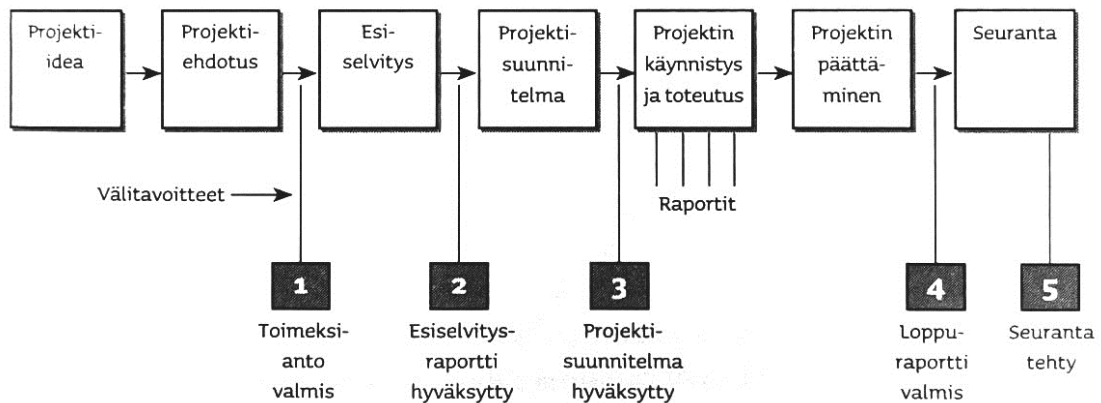 Projekti-
idea
Projekti-
ehdotus
Esi-
selvitys
Projekti-
suunni-
telma
Projektin
käynnistys
ja toteutus
Projektin
päättä-
minen
Seuranta
Välitavoitteet
Raportit
1
Toimeksi-
anto
valmis
2
Esiselvitys-
raportti
hyväksytty
3
Projekti-
suunnitelma
hyväksytty
4
Loppu-
raportti
valmis
5
Seuranta
tehty